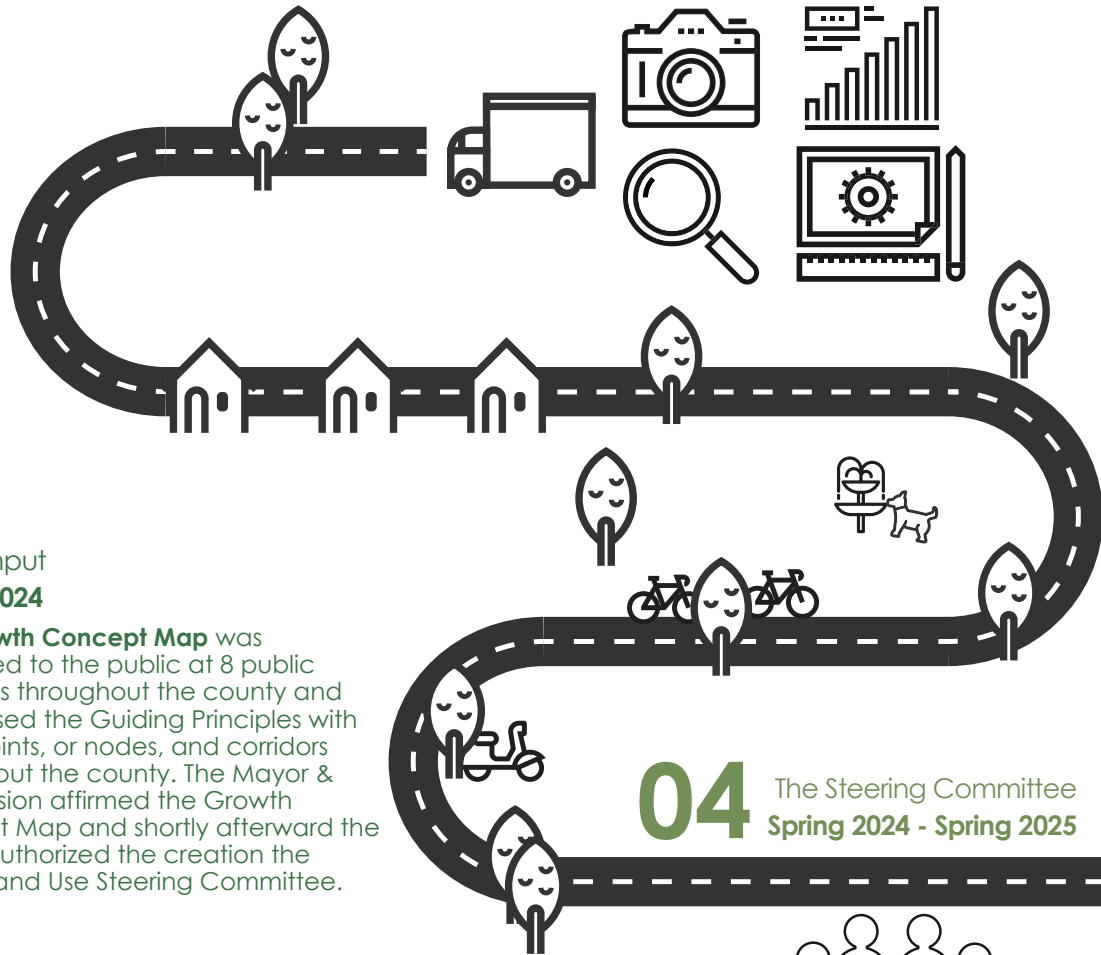 nput
024
wth Concept Map was
ed to the public at 8 public
s throughout the county and
sed the Guiding Principles with
oints, or nodes, and corridors
out the county. The Mayor &
sion affirmed the Growth
t Map and shortly afterward the
uthorized the creation the
and Use Steering Committee.
04
The Steering Committee
Spring 2024 - Spring 2025